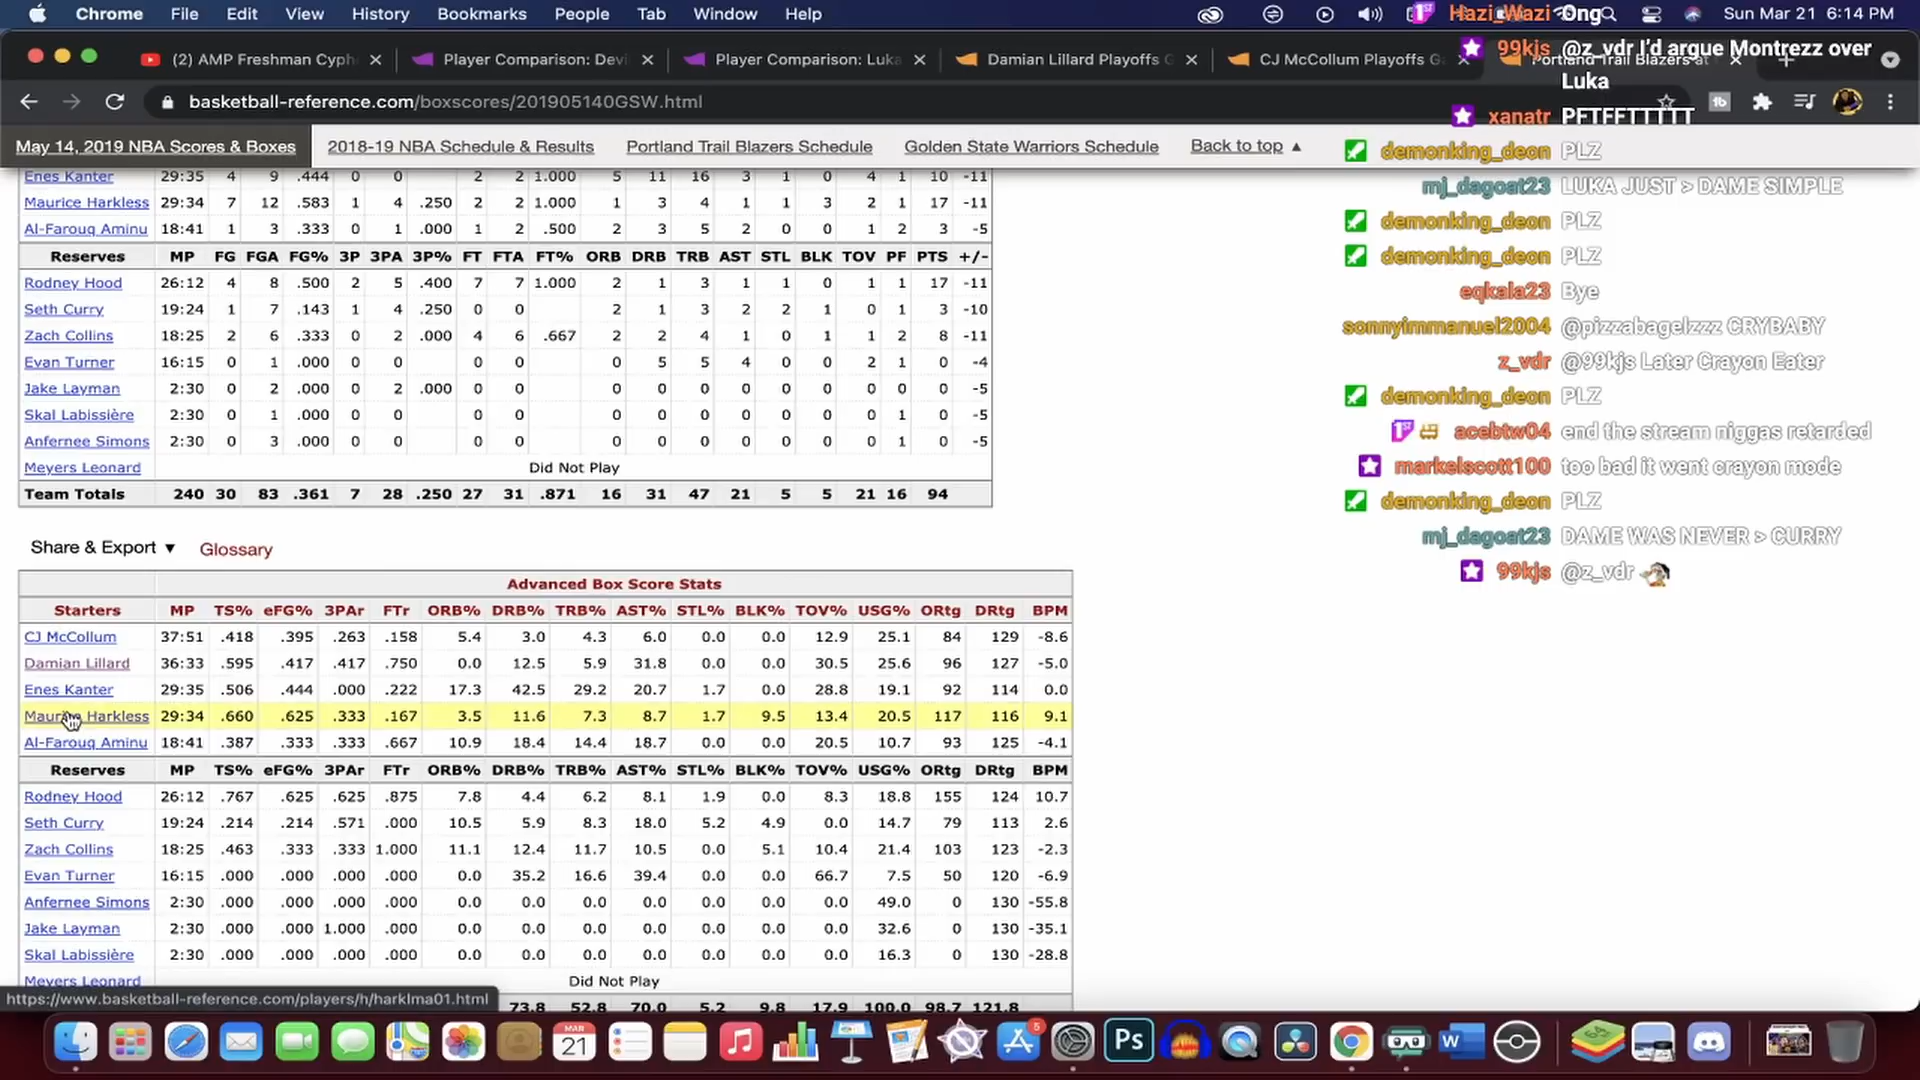 Chrome File Edit View History Bookmarks People Tab Window Help Sun Mar 21 6:14 PM
Hazi_Wazi Ong
(2) AMP Freshman Cyph Player Comparison: Devi Player Comparison: Luka Damian Lillard Playoffs G CJ McCollum Playoffs G Portland Trail Blazers at
99kjs @z_vdr I'd argue Montrezz over
Luka
basketball-reference.com/boxscores/201905140GSW.html
xanatr PFTFFTTTTT
May 14, 2019 NBA Scores & Boxes 2018-19 NBA Schedule & Results Portland Trail Blazers Schedule Golden State Warriors Schedule Back to top ▲
demonking_deon PLZ
mj_dagoat23 LUKA JUST > DAME SIMPLE
demonking_deon PLZ
demonking_deon PLZ
eqkala23 Bye
sonnyimmanuel2004 @pizzabagelzzz CRYBABY
z_vdr @99kjs Later Crayon Eater
demonking_deon PLZ
acebtw04 end the stream niggas retarded
markelscott100 too bad it went crayon mode
demonking_deon PLZ
mj_dagoat23 DAME WAS NEVER > CURRY
99kjs @z_vdr
Enes Kanter 29:35 4 9 .444 0 0 2 2 1.000 5 11 16 3 1 0 4 1 10 -11
Maurice Harkless 29:34 7 12 .583 1 4 .250 2 2 1.000 1 3 4 1 1 3 2 1 17 -11
Al-Farouq Aminu 18:41 1 3 .333 0 1 .000 1 2 .500 2 3 5 2 0 0 1 2 3 -5
Reserves MP FG FGA FG% 3P 3PA 3P% FT FTA FT% ORB DRB TRB AST STL BLK TOV PF PTS +/-
Rodney Hood 26:12 4 8 .500 2 5 .400 7 7 1.000 2 1 3 1 1 0 1 1 17 -11
Seth Curry 19:24 1 7 .143 1 4 .250 0 0 2 1 3 2 2 1 0 1 3 -10
Zach Collins 18:25 2 6 .333 0 2 .000 4 6 .667 2 2 4 1 0 1 1 2 8 -11
Evan Turner 16:15 0 1 .000 0 0 0 0 0 5 5 4 0 0 2 1 0 -4
Jake Layman 2:30 0 2 .000 0 2 .000 0 0 0 0 0 0 0 0 0 0 0 -5
Skal Labissière 2:30 0 1 .000 0 0 0 0 0 0 0 0 0 0 0 1 0 -5
Anfernee Simons 2:30 0 3 .000 0 0 0 0 0 0 0 0 0 0 0 1 0 -5
Meyers Leonard Did Not Play
Team Totals 240 30 83 .361 7 28 .250 27 31 .871 16 31 47 21 5 5 21 16 94
Share & Export ▼ Glossary
Advanced Box Score Stats
Starters MP TS% eFG% 3PAr FTr ORB% DRB% TRB% AST% STL% BLK% TOV% USG% ORtg DRtg BPM
CJ McCollum 37:51 .418 .395 .263 .158 5.4 3.0 4.3 6.0 0.0 0.0 12.9 25.1 84 129 -8.6
Damian Lillard 36:33 .595 .417 .417 .750 0.0 12.5 5.9 31.8 0.0 0.0 30.5 25.6 96 127 -5.0
Enes Kanter 29:35 .506 .444 .000 .222 17.3 42.5 29.2 20.7 1.7 0.0 28.8 19.1 92 114 0.0
Maurice Harkless 29:34 .660 .625 .333 .167 3.5 11.6 7.3 8.7 1.7 9.5 13.4 20.5 117 116 9.1
Al-Farouq Aminu 18:41 .387 .333 .333 .667 10.9 18.4 14.4 18.7 0.0 0.0 20.5 10.7 93 125 -4.1
Reserves MP TS% eFG% 3PAr FTr ORB% DRB% TRB% AST% STL% BLK% TOV% USG% ORtg DRtg BPM
Rodney Hood 26:12 .767 .625 .625 .875 7.8 4.4 6.2 8.1 1.9 0.0 8.3 18.8 155 124 10.7
Seth Curry 19:24 .214 .214 .571 .000 10.5 5.9 8.3 18.0 5.2 4.9 0.0 14.7 79 113 2.6
Zach Collins 18:25 .463 .333 .333 1.000 11.1 12.4 11.7 10.5 0.0 5.1 10.4 21.4 103 123 -2.3
Evan Turner 16:15 .000 .000 .000 .000 0.0 35.2 16.6 39.4 0.0 0.0 66.7 7.5 50 120 -6.9
Anfernee Simons 2:30 .000 .000 .000 .000 0.0 0.0 0.0 0.0 0.0 0.0 0.0 49.0 0 130 -55.8
Jake Layman 2:30 .000 .000 1.000 .000 0.0 0.0 0.0 0.0 0.0 0.0 0.0 32.6 0 130 -35.1
Skal Labissière 2:30 .000 .000 .000 .000 0.0 0.0 0.0 0.0 0.0 0.0 0.0 16.3 0 130 -28.8
Meyers Leonard Did Not Play
https://www.basketball-reference.com/players/h/harklma01.html 73.8 52.8 70.0 5.2 9.8 17.9 100.0 98.7 121.8
MAR
21
5
Ps
W